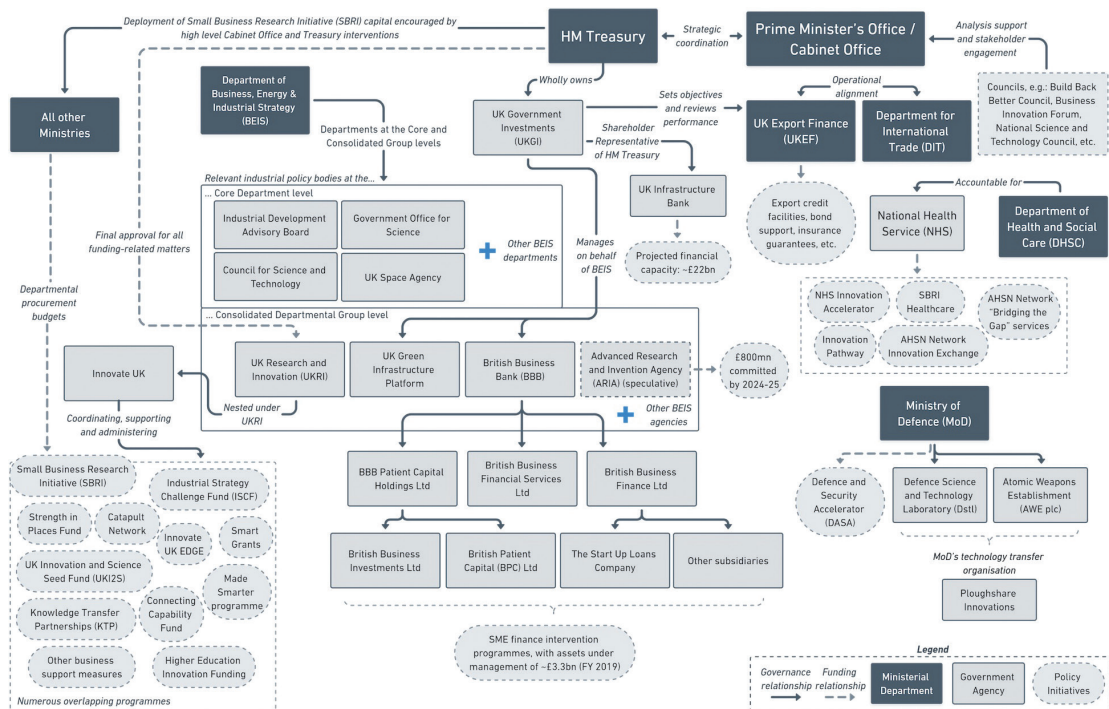 Deployment of Small Business Research Initiative (SBRI) capital encouraged by
high level Cabinet Office and Treasury interventions
HM Treasury
Strategic
coordination
Prime Minister's Office /
Cabinet Office
Analysis support
and stakeholder
engagement
All other
Ministries
Department of
Business, Energy &
Industrial Strategy
(BEIS)
Wholly owns
UK Government
Investments
(UKGI)
Sets objectives
and reviews
performance
Operational
alignment
UK Export Finance
(UKEF)
Department for
International
Trade (DIT)
Councils, e.g.: Build Back
Better Council, Business
Innovation Forum,
National Science and
Technology Council, etc.
Departments at the Core and
Consolidated Group levels
Shareholder
Representative
of HM Treasury
UK Infrastructure
Bank
Projected financial
capacity: ~£22bn
Export credit
facilities, bond
support, insurance
guarantees, etc.
Accountable for
National Health
Service (NHS)
Department of
Health and Social
Care (DHSC)
Relevant industrial policy bodies at the...
... Core Department level
Industrial Development
Advisory Board
Government Office for
Science
Council for Science and
Technology
UK Space Agency
Other BEIS
departments
Manages
on behalf
of BEIS
Final approval for all
funding-related matters
Departmental
procurement
budgets
NHS Innovation
Accelerator
SBRI
Healthcare
AHSN Network
"Bridging the
Gap" services
Innovation
Pathway
AHSN Network
Innovation Exchange
... Consolidated Departmental Group level
UK Research and
Innovation (UKRI)
UK Green
Infrastructure
Platform
British Business
Bank (BBB)
Advanced Research
and Invention Agency
(ARIA) (speculative)
£800mn
committed
by 2024-25
Other BEIS
agencies
Innovate UK
Nested under
UKRI
Coordinating, supporting
and administering
Ministry of
Defence (MoD)
Defence and
Security
Accelerator
(DASA)
Defence Science
and Technology
Laboratory (Dstl)
Atomic Weapons
Establishment
(AWE plc)
MoD's technology transfer
organisation
Ploughshare
Innovations
BBB Patient Capital
Holdings Ltd
British Business
Financial Services
Ltd
British Business
Finance Ltd
British Business
Investments Ltd
British Patient
Capital (BPC) Ltd
The Start Up Loans
Company
Other subsidiaries
SME finance intervention
programmes, with assets under
management of ~£3.3bn (FY 2019)
Small Business Research
Initiative (SBRI)
Industrial Strategy
Challenge Fund (ISCF)
Strength in
Places Fund
Catapult
Network
Innovate
UK EDGE
Smart
Grants
UK Innovation and Science
Seed Fund (UKI2S)
Made
Smarter
programme
Knowledge Transfer
Partnerships (KTP)
Connecting
Capability
Fund
Other business
support measures
Higher Education
Innovation Funding
Numerous overlapping programmes
Legend
Governance
relationship
Funding
relationship
Ministerial
Department
Government
Agency
Policy
Initiatives